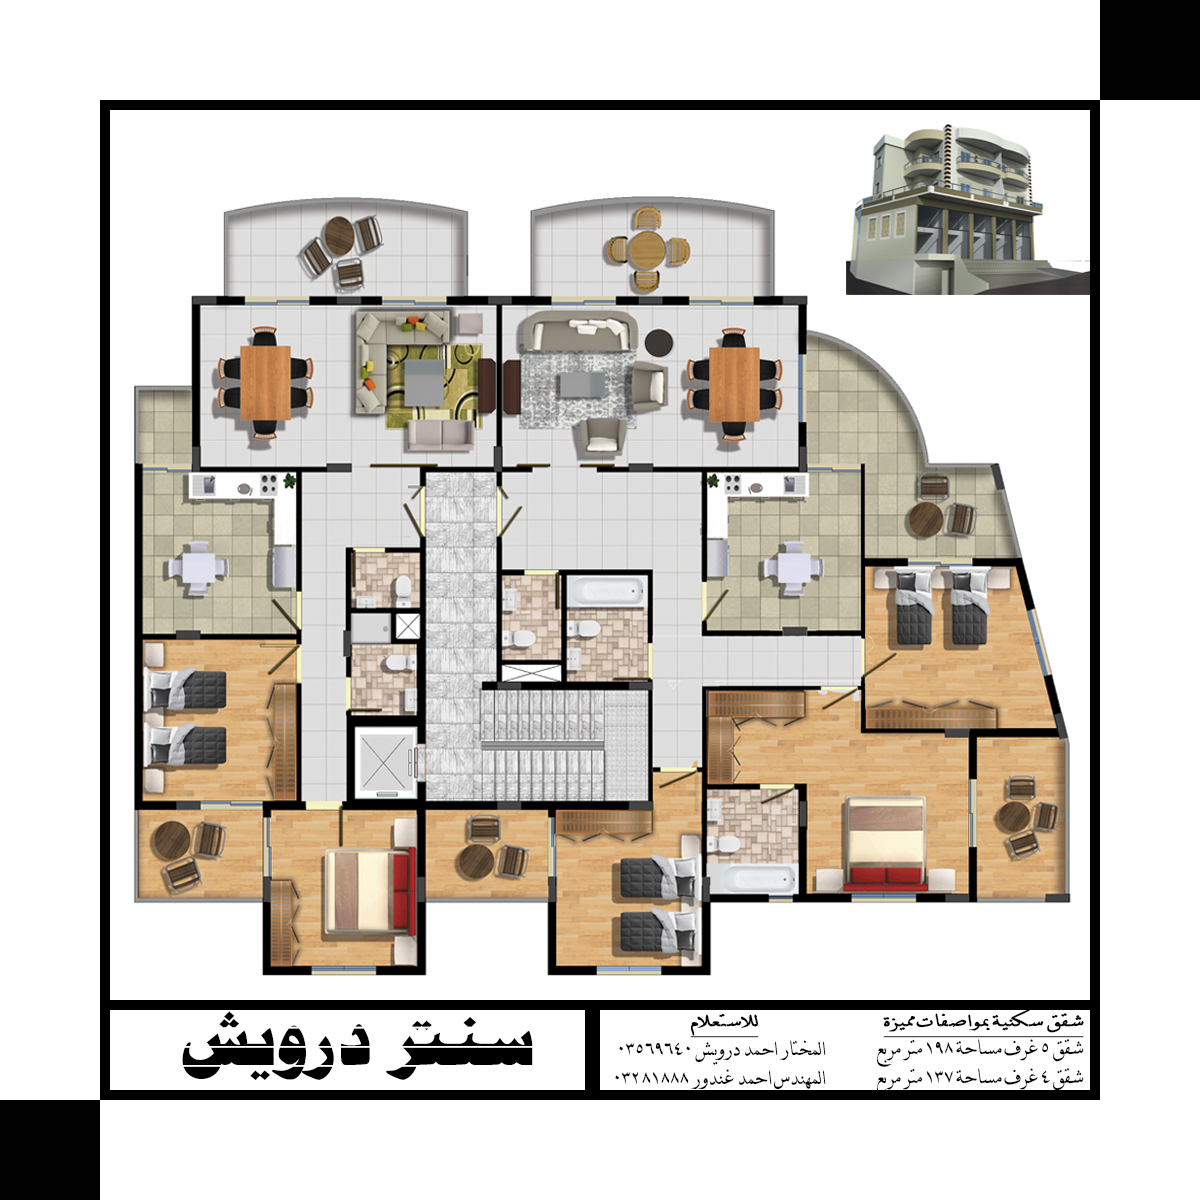 شقق سكنية بمواصفات مميزة
شقق ٥ غرف مساحة ١٩٨ متر مربع
شقق ٤ غرف مساحة ١٣٧ متر مربع
للاستعلام
المختار احمد درويش ٠٣٥٦٩٦٤٠
المهندس احمد غندور ٠٣٢٨١٨٨٨
سنتر درويش